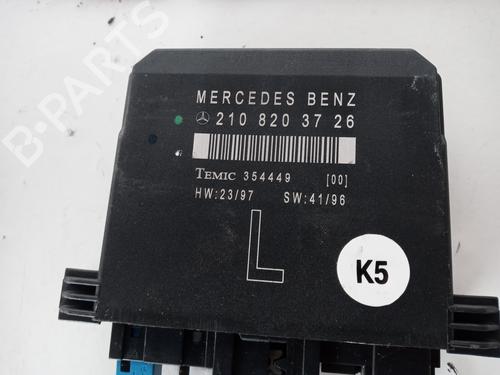 B-PARTS
MERCEDES BENZ
210 820 37 26
TEMIC 354449 [00]
HW:23/97 SW:41/96
L
K5